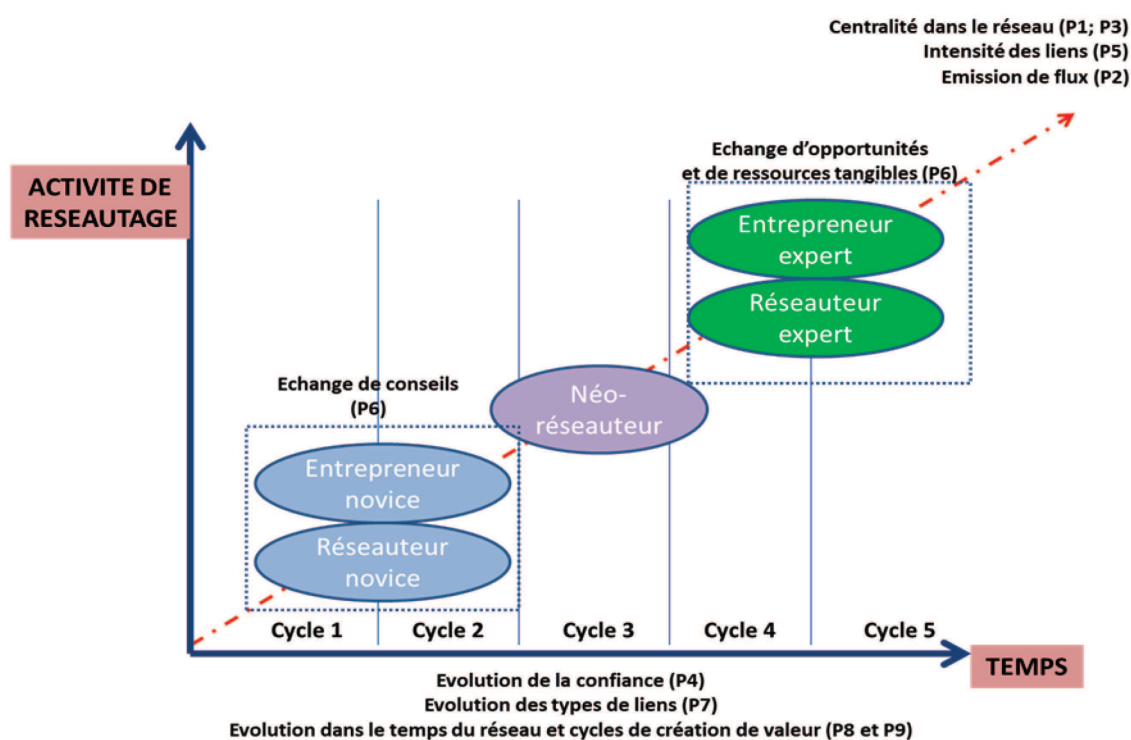 Centralité dans le réseau (P1; P3)
Intensité des liens (P5)
Emission de flux (P2)
Echange d'opportunités
et de ressources tangibles (P6)
ACTIVITE DE
RESEAUTAGE
Entrepreneur
expert
Réseauteur
expert
Echange de conseils
(P6)
Néo-
réseauteur
Entrepreneur
novice
Réseauteur
novice
Cycle 1
Cycle 2
Cycle 3
Cycle 4
Cycle 5
TEMPS
Evolution de la confiance (P4)
Evolution des types de liens (P7)
Evolution dans le temps du réseau et cycles de création de valeur (P8 et P9)